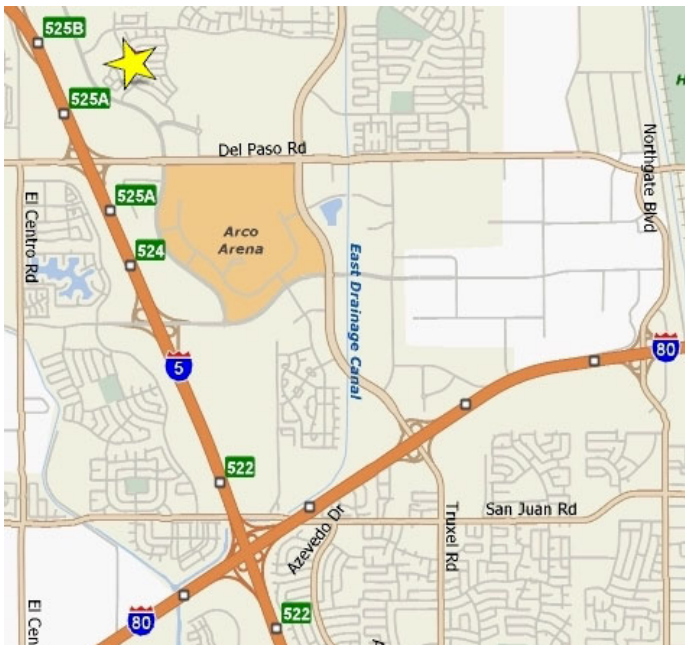 525B
525A
Del Paso Rd
Northgate Blvd
H
El Centro Rd
525A
Arco
Arena
524
East Drainage Canal
80
5
522
San Juan Rd
Azevedo Dr
Truxel Rd
El Cen
80
522
A